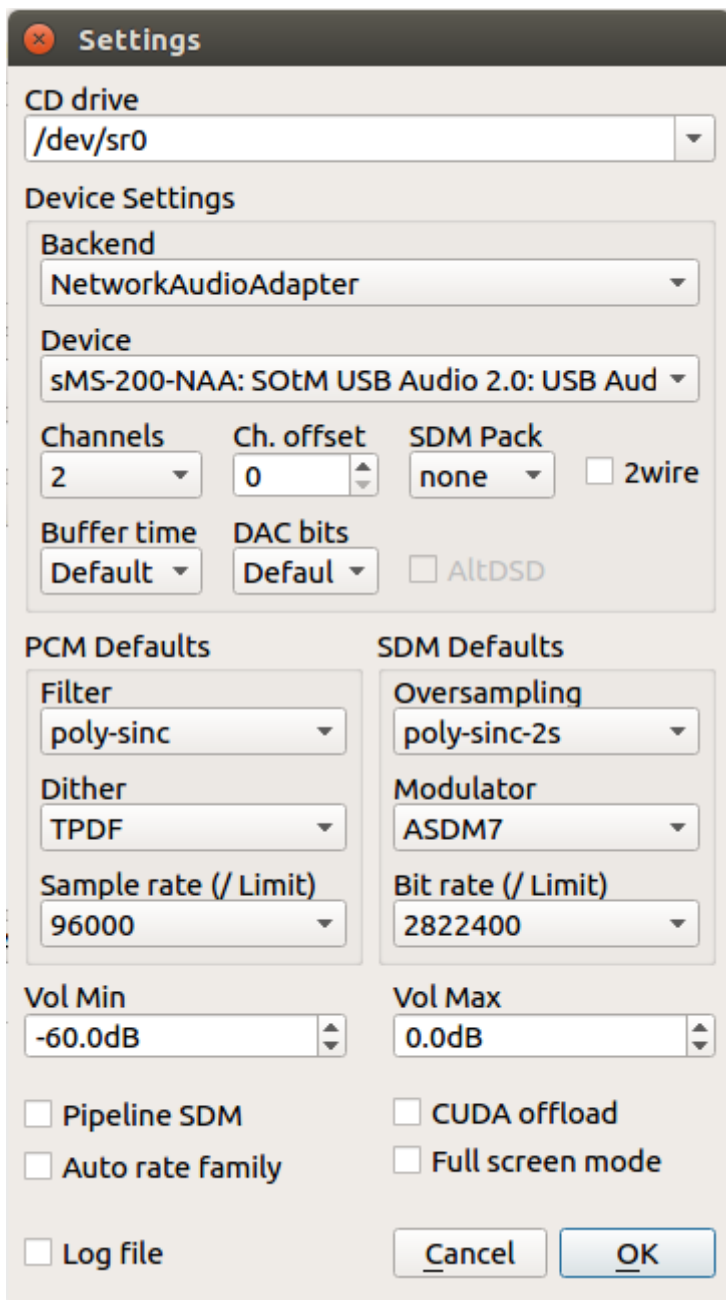 Settings
CD drive
/dev/sr0
Device Settings
Backend
NetworkAudioAdapter
Device
sMS-200-NAA: SOtM USB Audio 2.0: USB Aud
Channels Ch. offset SDM Pack
2 0 none 2wire
Buffer time DAC bits
Default Defaul AltDSD
PCM Defaults SDM Defaults
Filter Oversampling
poly-sinc poly-sinc-2s
Dither Modulator
TPDF ASDM7
Sample rate (/ Limit) Bit rate (/ Limit)
96000 2822400
Vol Min Vol Max
-60.0dB 0.0dB
Pipeline SDM CUDA offload
Auto rate family Full screen mode
Log file Cancel OK